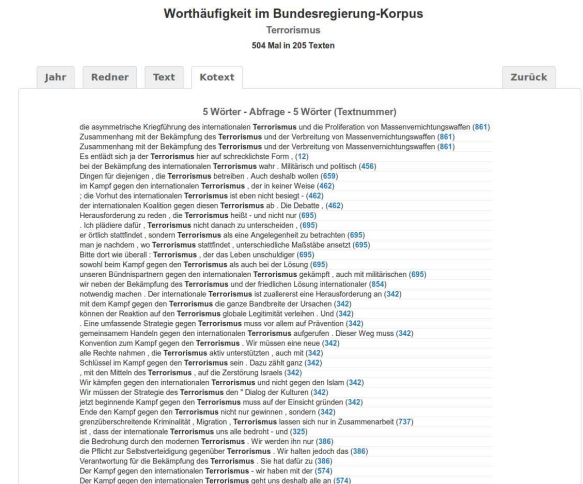 Worthäufigkeit im Bundesregierung-Korpus
Terrorismus
504 Mal in 205 Texten
Jahr Redner Text Kotext Zurück
5 Wörter - Abfrage - 5 Wörter (Textnummer)
die asymmetrische Kriegführung des internationalen Terrorismus und die Proliferation von Massenvernichtungswaffen (861)
Zusammenhang mit der Bekämpfung des Terrorismus und der Verbreitung von Massenvernichtungswaffen (861)
Zusammenhang mit der Bekämpfung des Terrorismus und der Verbreitung von Massenvernichtungswaffen (861)
Es entlädt sich ja der Terrorismus hier auf schrecklichste Form , (12)
bei der Bekämpfung des internationalen Terrorismus wahr . Militärisch und politisch (456)
Dingen für diejenigen , die Terrorismus betreiben . Auch deshalb wollen (659)
im Kampf gegen den internationalen Terrorismus , der in keiner Weise (462)
; die Vorhut des internationalen Terrorismus ist eben nicht besiegt - (462)
der internationalen Koalition gegen diesen Terrorismus ab . Die Debatte , (462)
Herausforderung zu reden , die Terrorismus heißt - und nicht nur (695)
. Ich plädiere dafür , Terrorismus nicht danach zu unterscheiden , (695)
er örtlich stattfindet , sondern Terrorismus als eine Angelegenheit zu betrachten (695)
man je nachdem , wo Terrorismus stattfindet , unterschiedliche Maßstäbe ansetzt (695)
Bitte dort wie überall : Terrorismus , der das Leben unschuldiger (695)
sowohl beim Kampf gegen den Terrorismus als auch bei der Lösung (695)
unseren Bündnispartnern gegen den internationalen Terrorismus gekämpft , auch mit militärischen (695)
wir neben der Bekämpfung des Terrorismus und der friedlichen Lösung internationaler (854)
notwendig machen . Der internationale Terrorismus ist zuallererst eine Herausforderung an (342)
mit dem Kampf gegen den Terrorismus die ganze Bandbreite der Ursachen (342)
können der Reaktion auf den Terrorismus globale Legitimität verleihen . Und (342)
. Eine umfassende Strategie gegen Terrorismus muss vor allem auf Prävention (342)
gemeinsamem Handeln gegen den internationalen Terrorismus aufgerufen . Dieser Weg muss (342)
Konvention zum Kampf gegen den Terrorismus . Wir müssen eine neue (342)
alle Rechte nahmen , die Terrorismus aktiv unterstützten , auch mit (342)
Schlüssel im Kampf gegen den Terrorismus sein . Dazu zählt ganz (342)
, mit den Mitteln des Terrorismus , auf die Zerstörung Israels (342)
Wir kämpfen gegen den internationalen Terrorismus und nicht gegen den Islam (342)
Wir müssen der Strategie des Terrorismus den " Dialog der Kulturen (342)
jetzt beginnende Kampf gegen den Terrorismus muss auf der Einsicht gründen (342)
Ende den Kampf gegen den Terrorismus nicht nur gewinnen , sondern (342)
grenzüberschreitende Kriminalität , Migration , Terrorismus lassen sich nur in Zusammenarbeit (737)
ist , dass der internationale Terrorismus uns alle bedroht - und (325)
die Bedrohung durch den modernen Terrorismus . Wir werden ihn nur (386)
die Pflicht zur Selbstverteidigung gegenüber Terrorismus . Wir halten jedoch das (386)
Verantwortung für die Bekämpfung des Terrorismus . Sie hat dafür zu (386)
Der Kampf gegen den internationalen Terrorismus - wir haben mit der (574)
Der Kampf gegen den internationalen Terrorismus geht uns deshalb alle an (574)